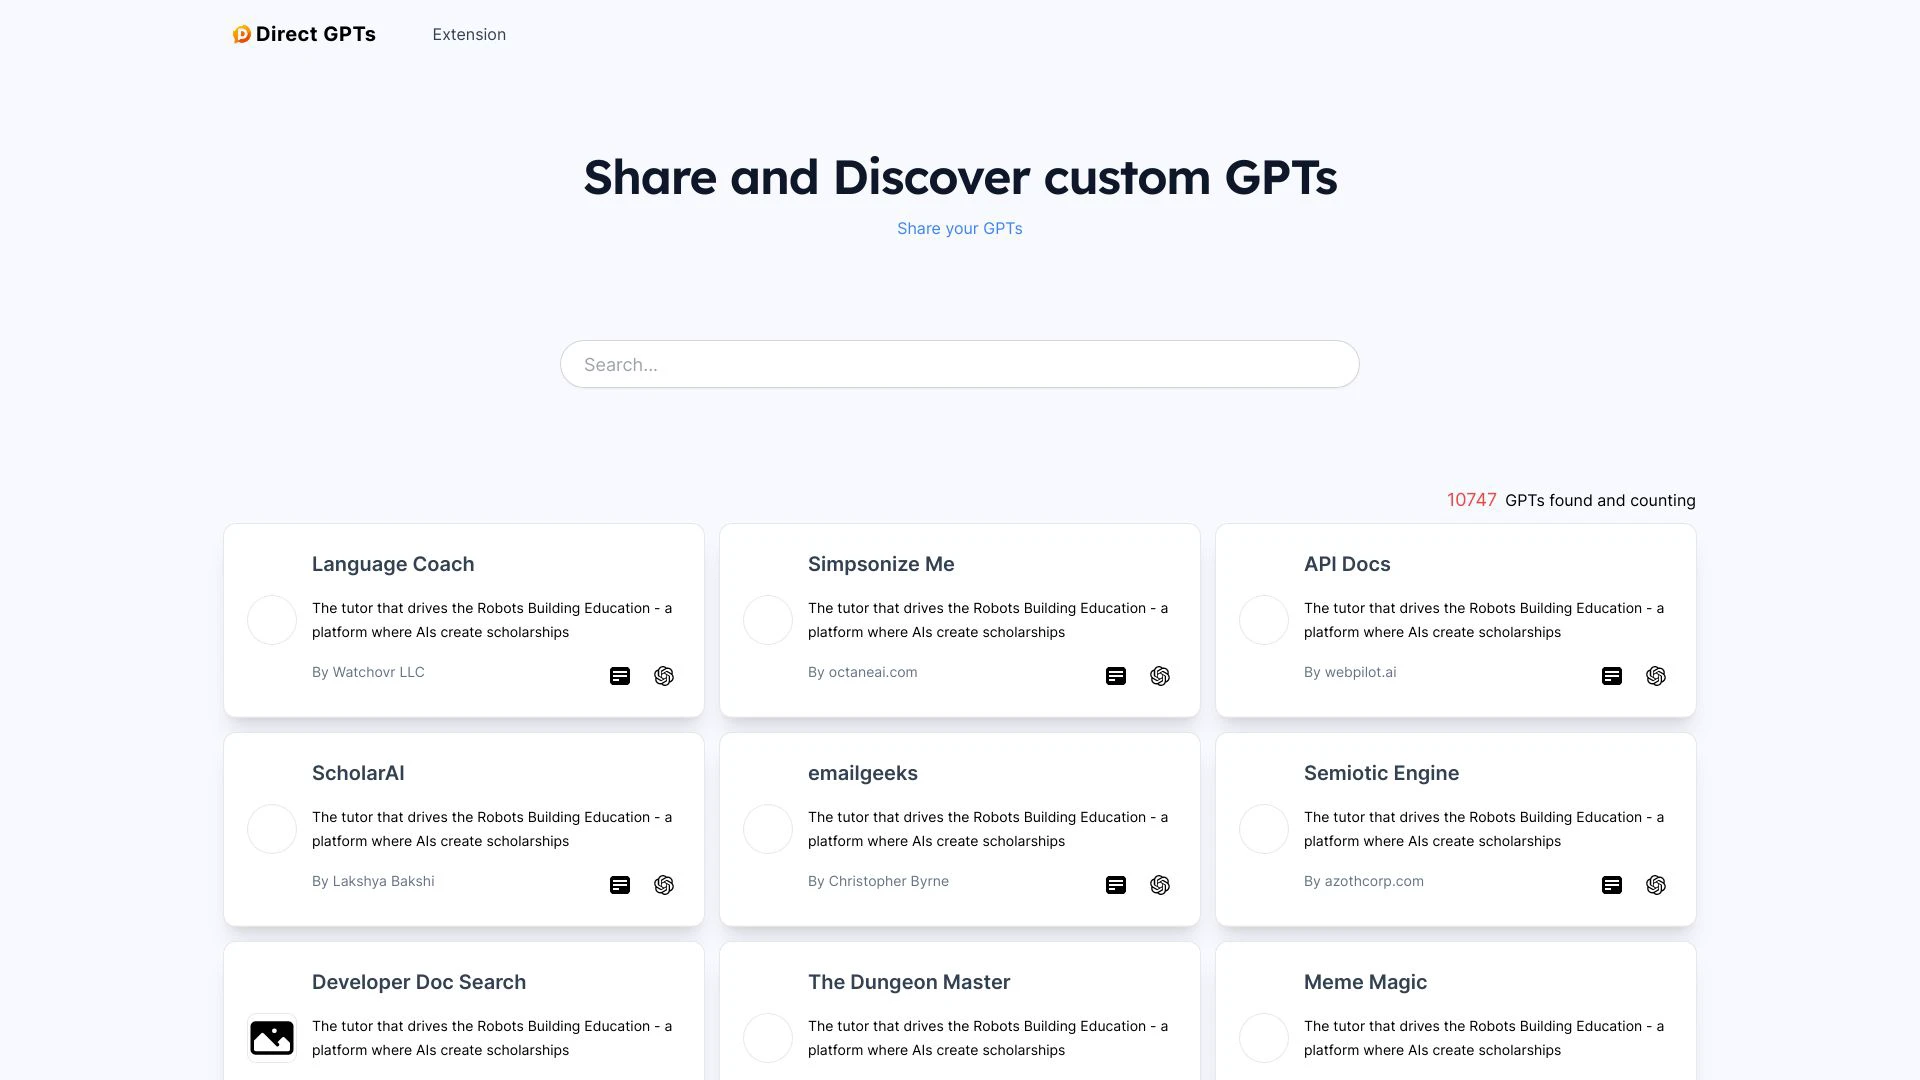 Direct GPTs
Extension
Share and Discover custom GPTs
Share your GPTs
Search...
10747 GPTs found and counting
Language Coach
The tutor that drives the Robots Building Education - a
platform where AIs create scholarships
By Watchovr LLC
Simpsonize Me
The tutor that drives the Robots Building Education - a
platform where AIs create scholarships
By octaneai.com
API Docs
The tutor that drives the Robots Building Education - a
platform where AIs create scholarships
By webpilot.ai
ScholarAI
The tutor that drives the Robots Building Education - a
platform where AIs create scholarships
By Lakshya Bakshi
emailgeeks
The tutor that drives the Robots Building Education - a
platform where AIs create scholarships
By Christopher Byrne
Semiotic Engine
The tutor that drives the Robots Building Education - a
platform where AIs create scholarships
By azothcorp.com
Developer Doc Search
The tutor that drives the Robots Building Education - a
platform where AIs create scholarships
The Dungeon Master
The tutor that drives the Robots Building Education - a
platform where AIs create scholarships
Meme Magic
The tutor that drives the Robots Building Education - a
platform where AIs create scholarships